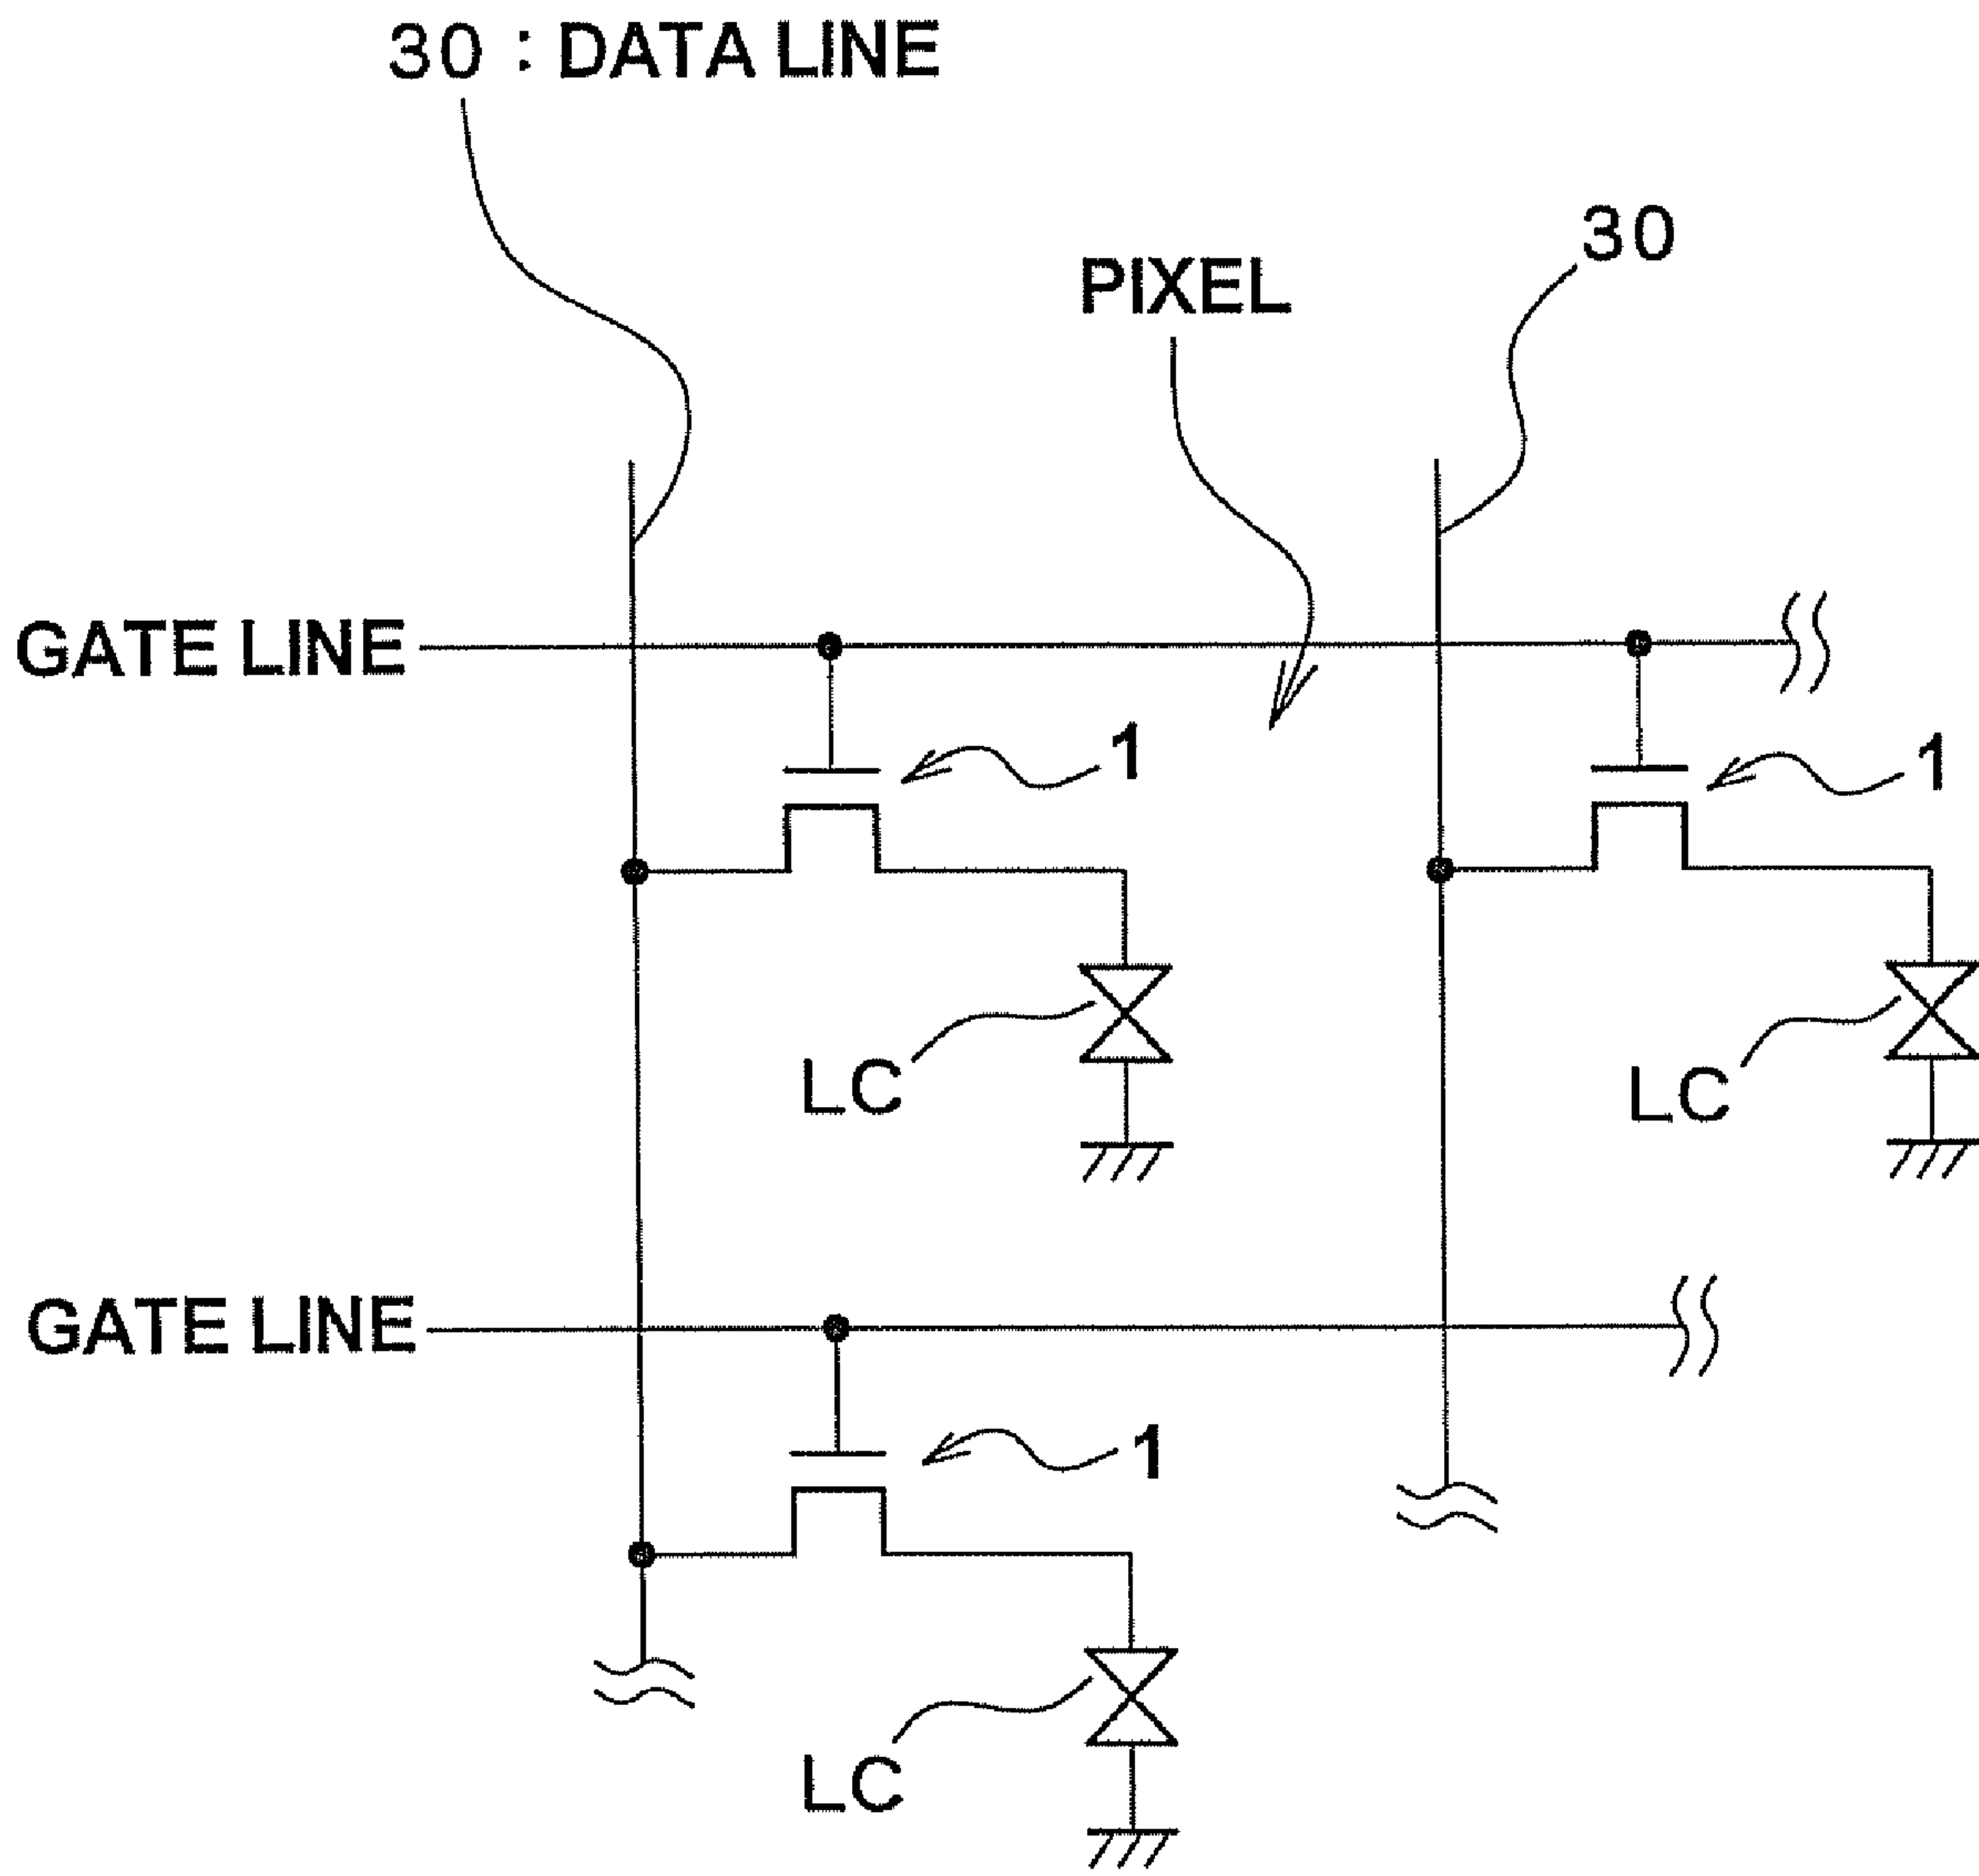 30 : DATA LINE
30
PIXEL
GATE LINE
1
1
LC
LC
GATE LINE
1
LC